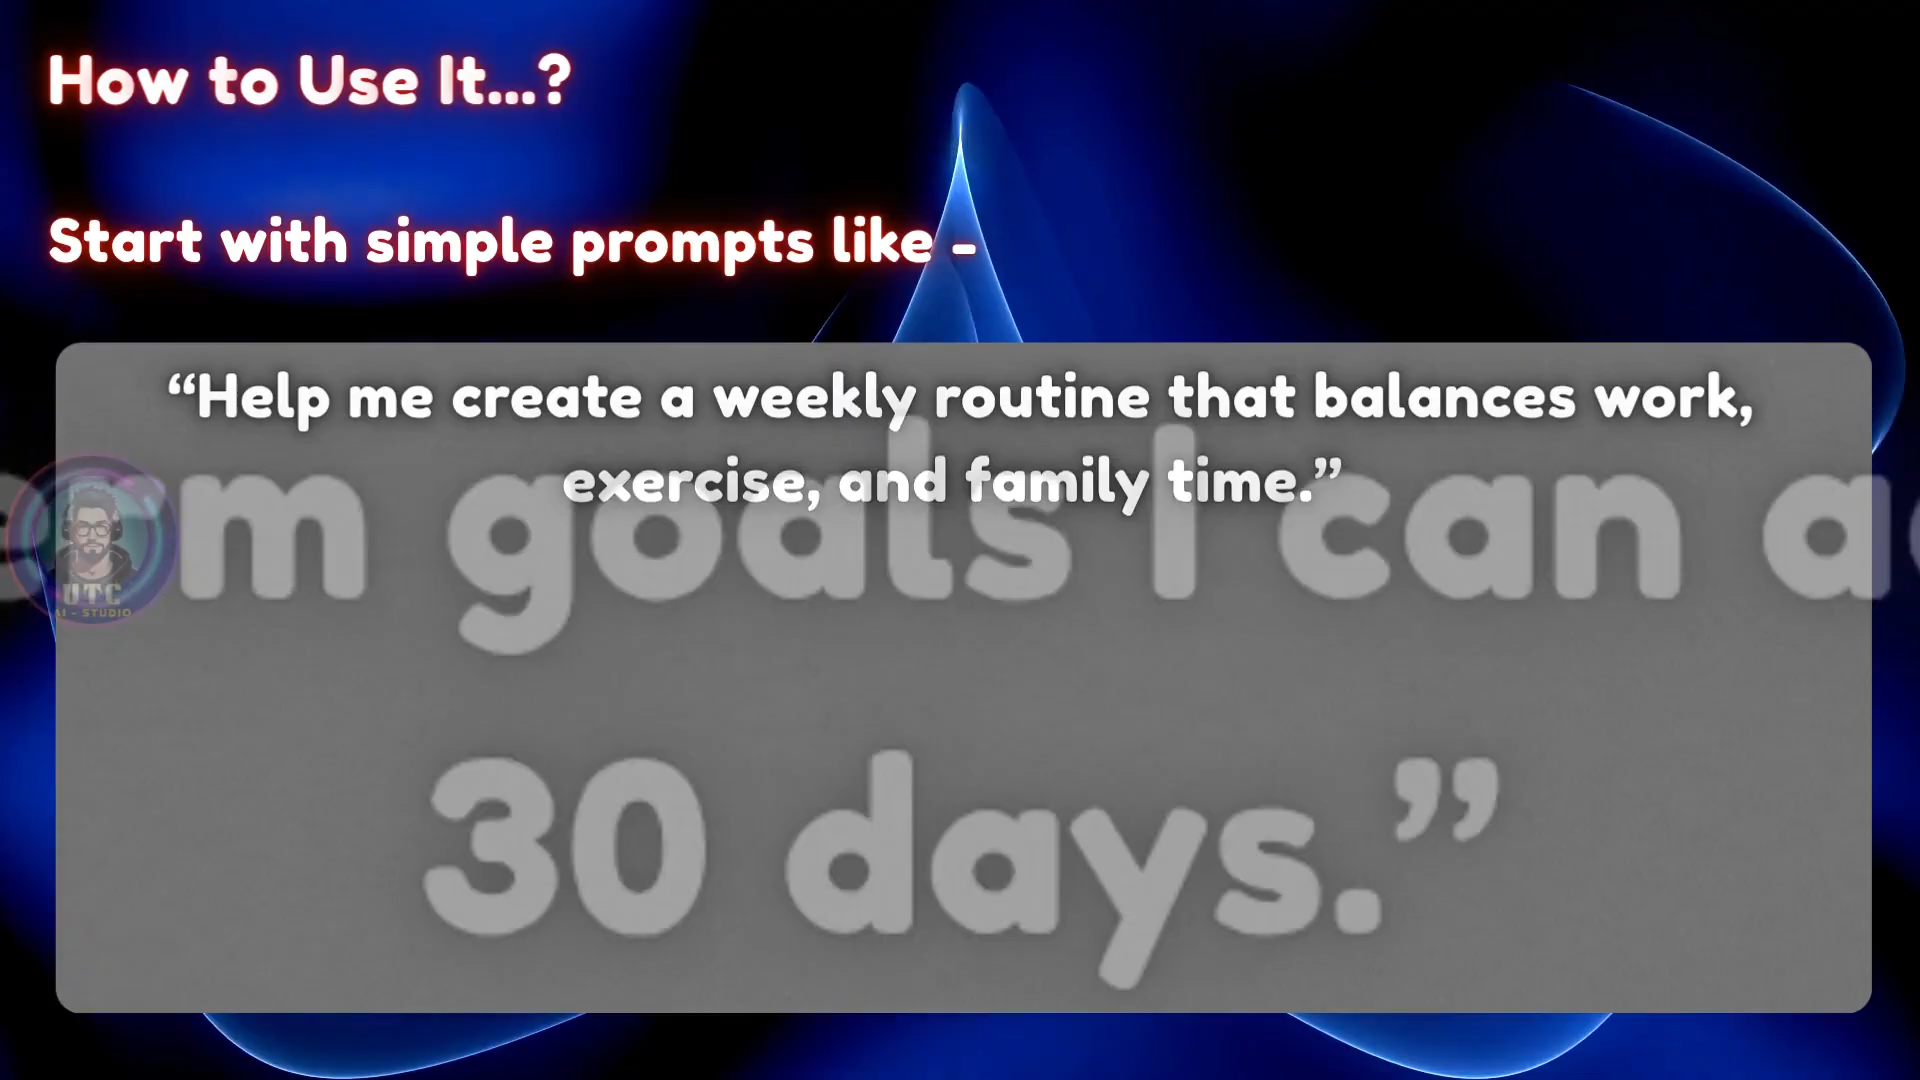 How to Use It...?
Start with simple prompts like -
“Help me create a weekly routine that balances work,
exercise, and family time.”
goals I can
30 days.”
UTC
AI - STUDIO